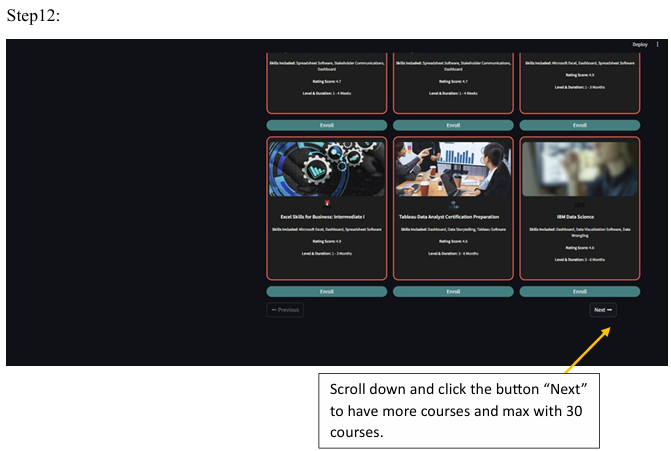 Step12:
Deploy
Skills Included: Spreadsheet Software, Stakeholder Communications, Dashboard
Rating Score: 4.7
Level & Duration: 1 - 4 Weeks
Skills Included: Spreadsheet Software, Stakeholder Communications, Dashboard
Rating Score: 4.7
Level & Duration: 1 - 4 Weeks
Skills Included: Microsoft Excel, Dashboard, Spreadsheet Software
Rating Score: 4.9
Level & Duration: 1 - 3 Months
Enroll
Enroll
Enroll
Excel Skills for Business: Intermediate I
Skills Included: Microsoft Excel, Dashboard, Spreadsheet Software
Rating Score: 4.9
Level & Duration: 1 - 3 Months
Tableau Data Analyst Certification Preparation
Skills Included: Dashboard, Data Storytelling, Tableau Software
Rating Score: 4.6
Level & Duration: 3 - 6 Months
IBM Data Science
Skills Included: Dashboard, Data Visualization Software, Data
Wrangling
Rating Score: 4.6
Level & Duration: 3 - 6 Months
Enroll
Enroll
Enroll
← Previous
Next →
Scroll down and click the button “Next”
to have more courses and max with 30
courses.